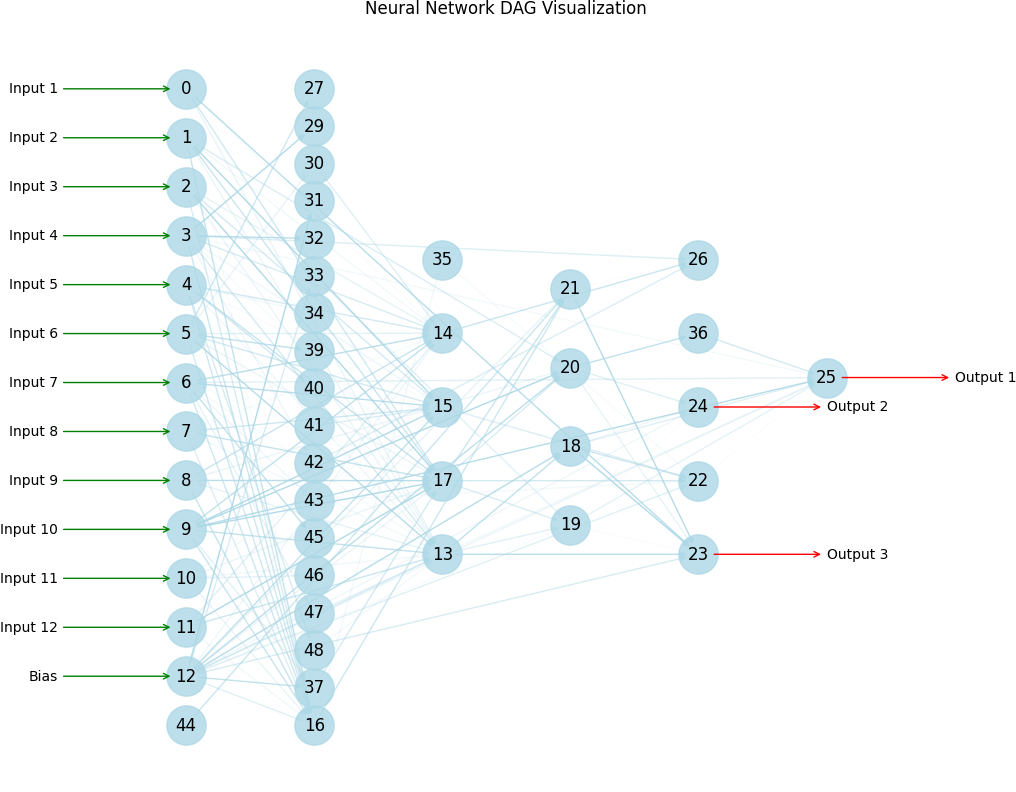 Neural Network DAG Visualization
Input 1
0
27
Input 2
1
29
30
Input 3
2
31
Input 4
3
32
35
26
Input 5
4
33
21
34
Input 6
5
39
14
36
Input 7
6
40
20
25
Output 1
Input 8
7
41
15
24
Output 2
42
18
Input 9
8
43
17
22
Input 10
9
45
19
Input 11
10
46
13
23
Output 3
Input 12
11
47
48
Bias
12
37
44
16